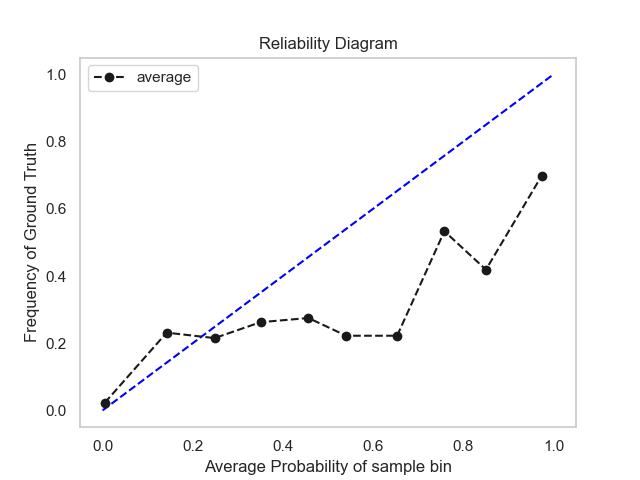 Reliability Diagram
average
Frequency of Ground Truth
1.0
0.8
0.6
0.4
0.2
0.0
0.0 0.2 0.4 0.6 0.8 1.0
Average Probability of sample bin